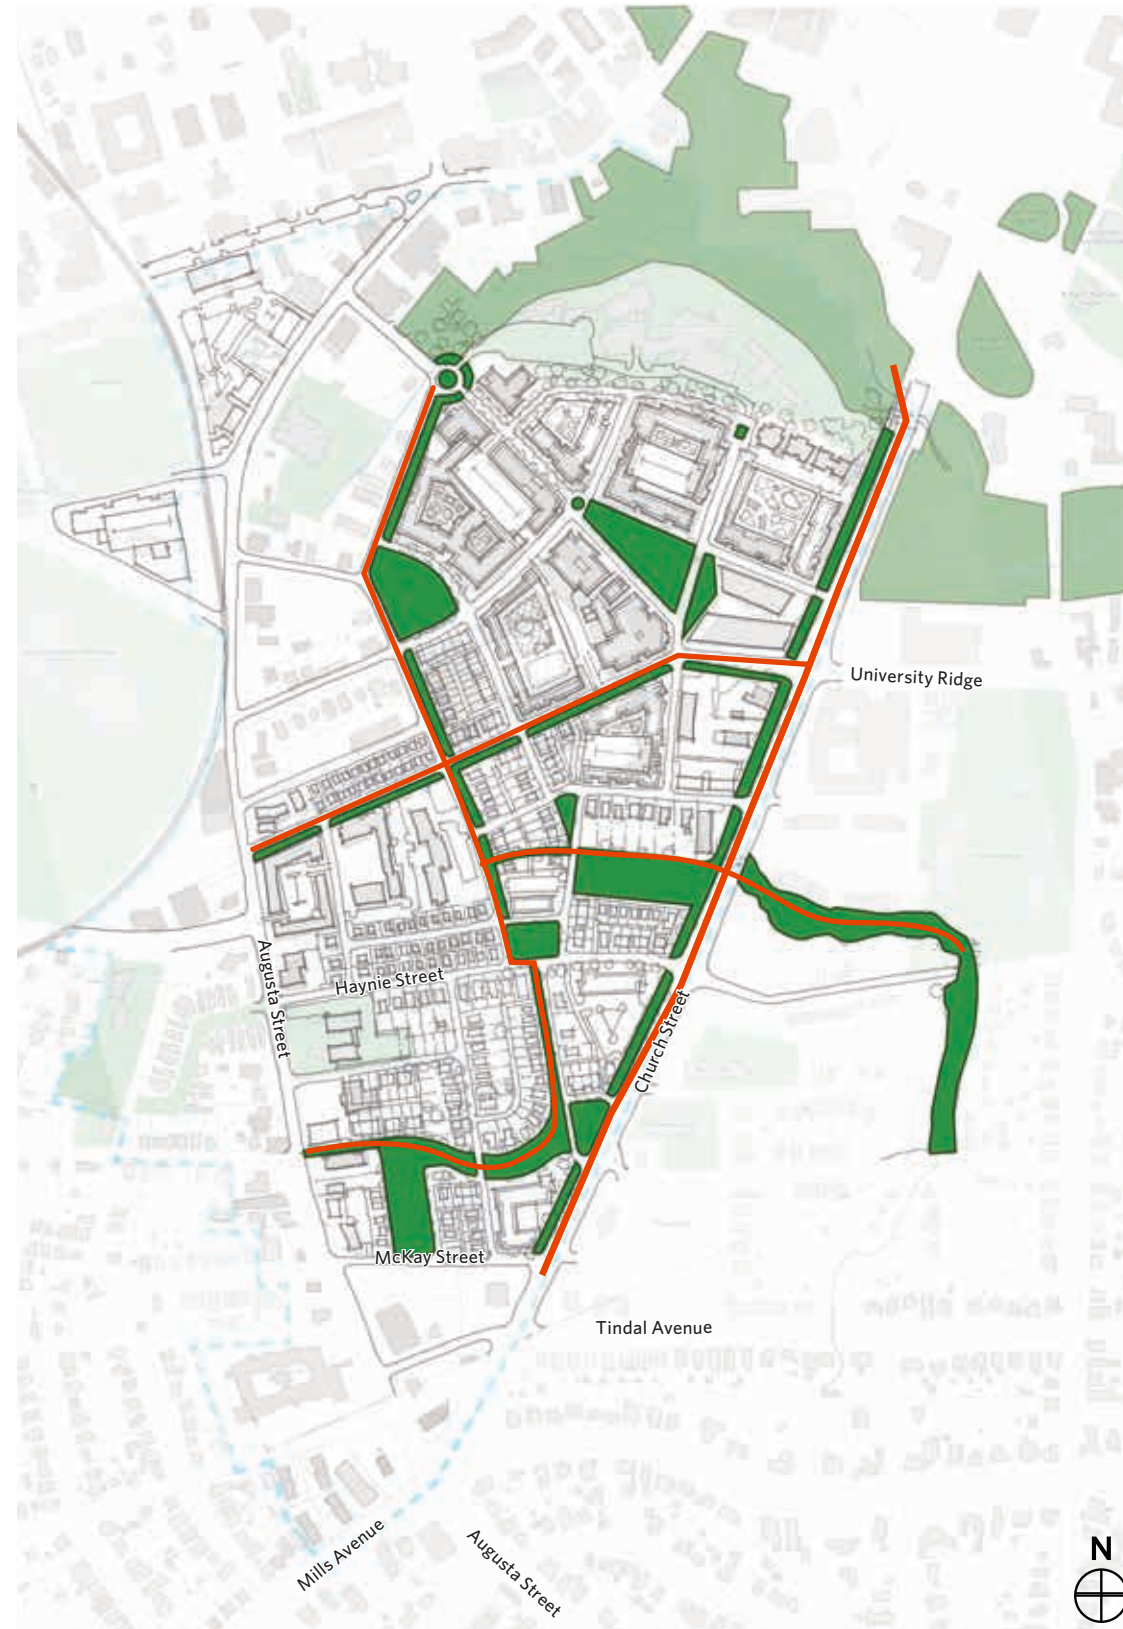 University Ridge
Augusta Street
Haynie Street
Church Street
McKay Street
Tindal Avenue
Mills Avenue
Augusta Street
N